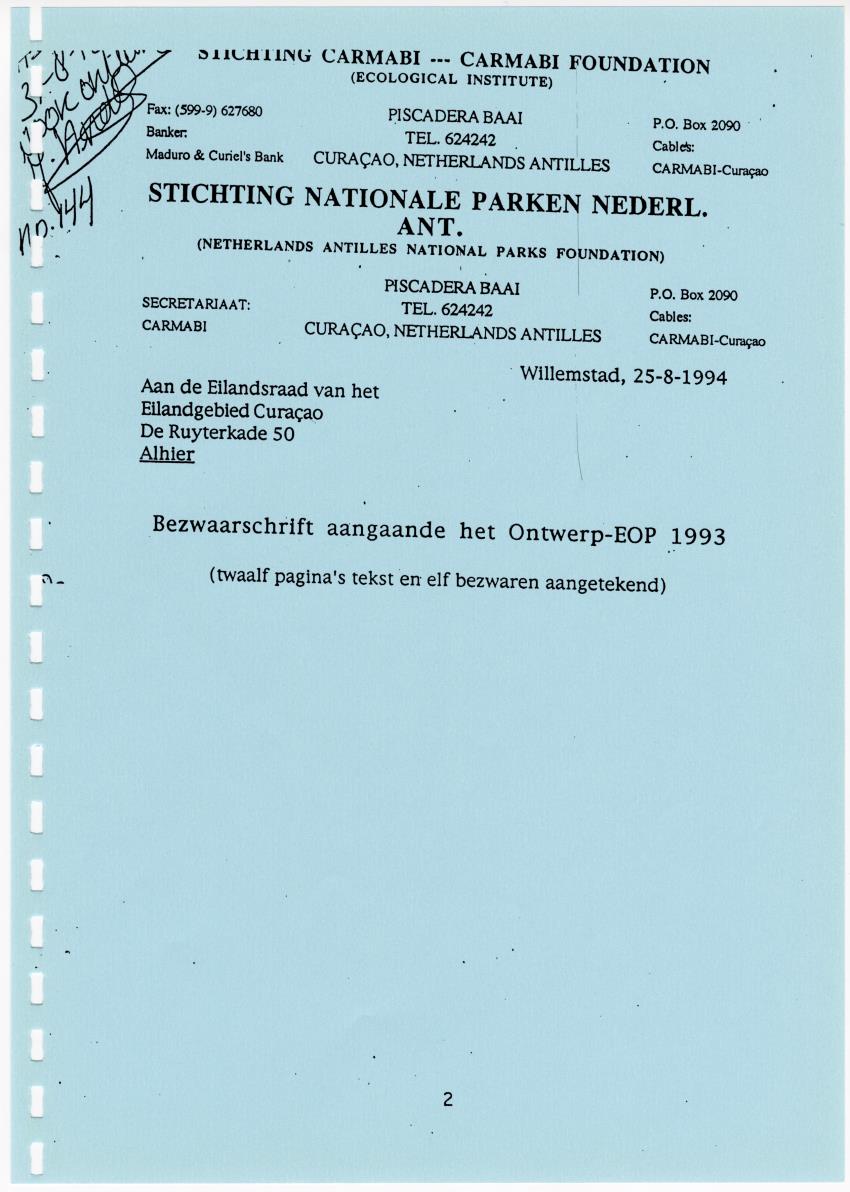 STICHTING CARMABI --- CARMABI FOUNDATION
(ECOLOGICAL INSTITUTE)
Fax: (599-9) 627680
Banker:
Maduro & Curiel's Bank
PISCADERA BAAI
TEL. 624242
CURAÇAO, NETHERLANDS ANTILLES
P.O. Box 2090
Cables:
CARMABI-Curaçao
no. 144
STICHTING NATIONALE PARKEN NEDERL.
ANT.
(NETHERLANDS ANTILLES NATIONAL PARKS FOUNDATION)
SECRETARIAAT:
CARMABI
PISCADERA BAAI
TEL. 624242
CURAÇAO, NETHERLANDS ANTILLES
P.O. Box 2090
Cables:
CARMABI-Curaçao
Willemstad, 25-8-1994
Aan de Eilandsraad van het
Eilandgebied Curaçao
De Ruyterkade 50
Alhier
Bezwaarschrift aangaande het Ontwerp-EOP 1993
(twaalf pagina's tekst en elf bezwaren aangetekend)
2